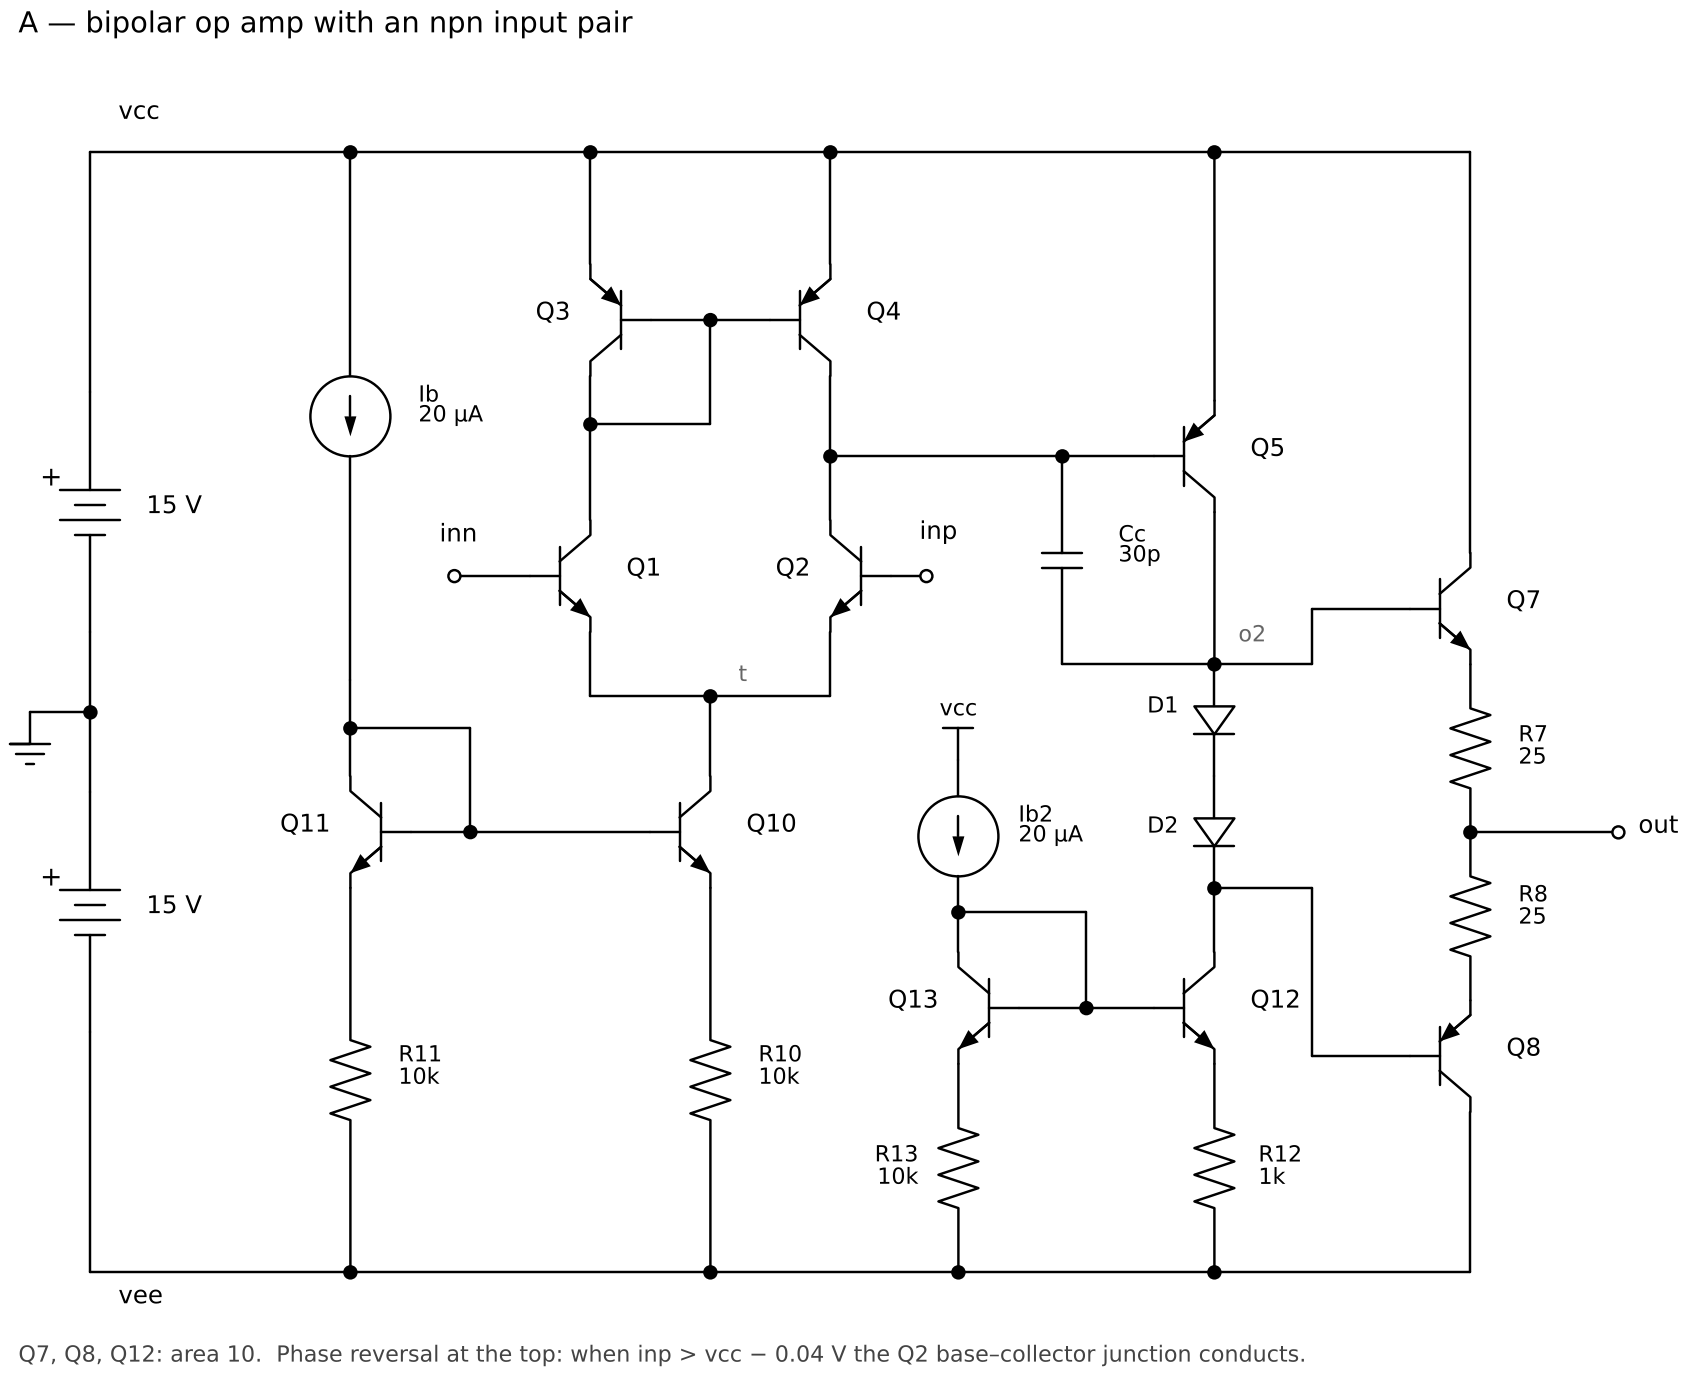 A — bipolar op amp with an npn input pair
vcc
Q3
Q4
Ib
20 µA
Q5
+
15 V
inn
inp
Q1
Q2
Cc
30p
Q7
o2
t
D1
vcc
R7
25
Q11
Q10
Ib2
20 µA
D2
out
+
15 V
R8
25
Q13
Q12
Q8
R11
10k
R10
10k
R13
10k
R12
1k
vee
Q7, Q8, Q12: area 10.  Phase reversal at the top: when inp > vcc − 0.04 V the Q2 base–collector junction conducts.